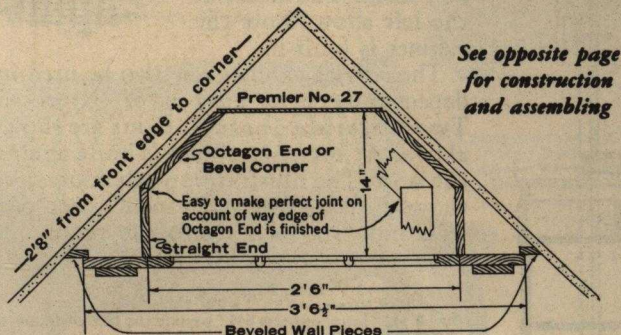 —2'8" from front edge to corner—
See opposite page
for construction
and assembling
Premier No. 27
Octagon End or
Bevel Corner
14"
Easy to make perfect joint on
account of way edge of
Octagon End is finished
Straight End
2'6"
3'6½"
Beveled Wall Pieces